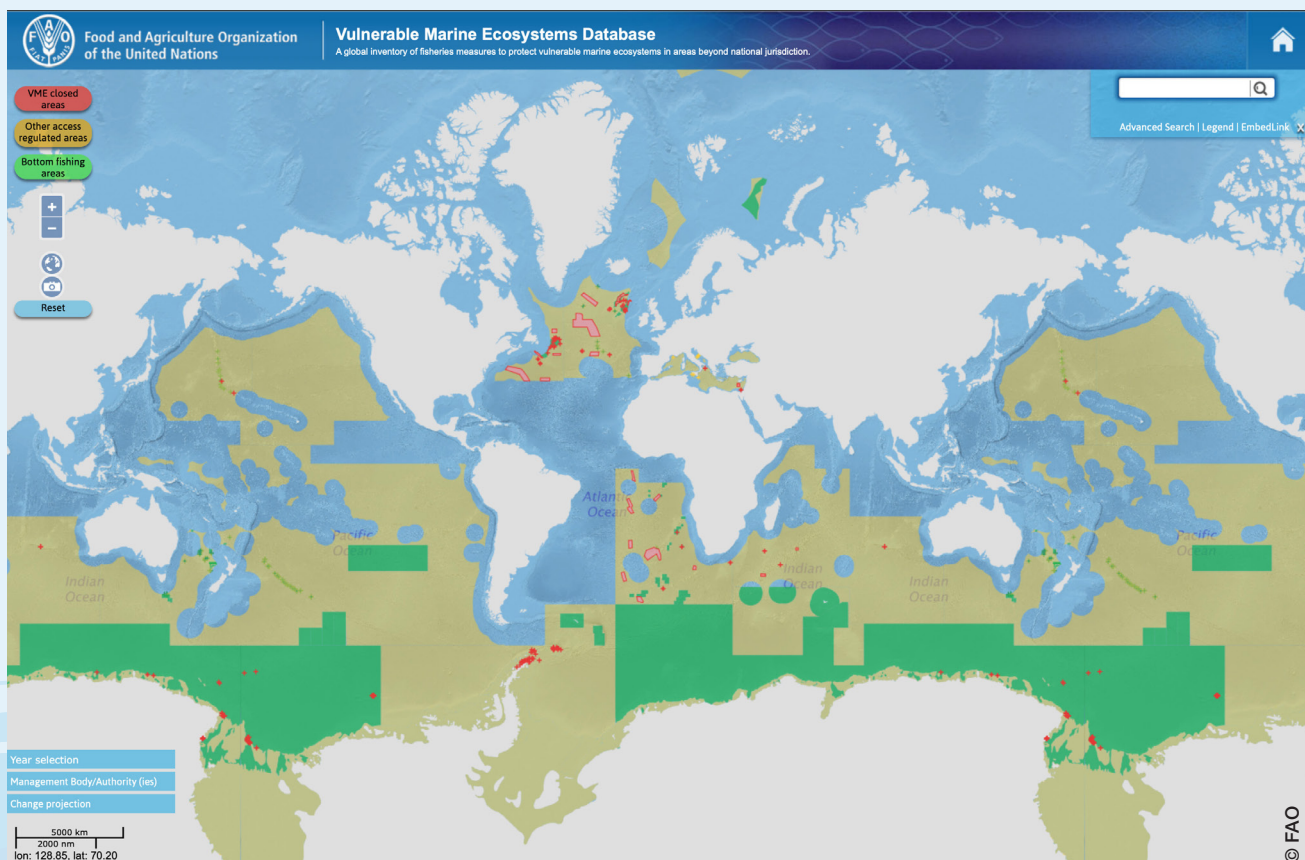 FAO
FIAT PANIS
Food and Agriculture Organization
of the United Nations
Vulnerable Marine Ecosystems Database
A global inventory of fisheries measures to protect vulnerable marine ecosystems in areas beyond national jurisdiction.
VME closed
areas
Other access
regulated areas
Bottom fishing
areas
+
−
Reset
Advanced Search | Legend | EmbedLink X
Atlantic
Ocean
Pacific
Ocean
Pacific
Ocean
Indian
Ocean
Indian
Ocean
Indian
Ocean
Year selection
Management Body/Authority (ies)
Change projection
5000 km
2000 nm
lon: 128.85, lat: 70.20
© FAO